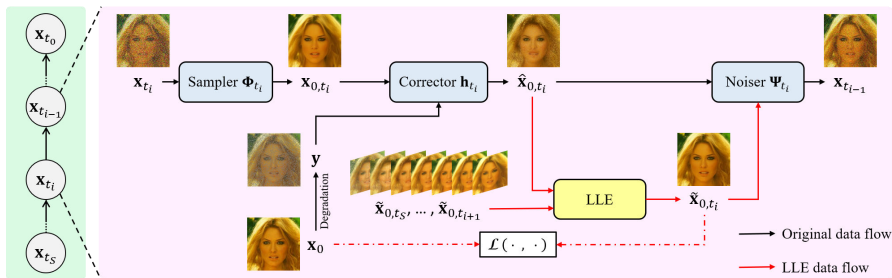 x_{t_0}
x_{t_{i-1}}
x_{t_i}
x_{t_S}
x_{t_i}
Sampler Φ_{t_i}
x_{0,t_i}
Corrector h_{t_i}
x̂_{0,t_i}
Noiser Ψ_{t_i}
x_{t_{i-1}}
y
Degradation
x̃_{0,t_S}, … , x̃_{0,t_{i+1}}
LLE
x̃_{0,t_i}
x_0
ℒ( · , · )
Original data flow
LLE data flow